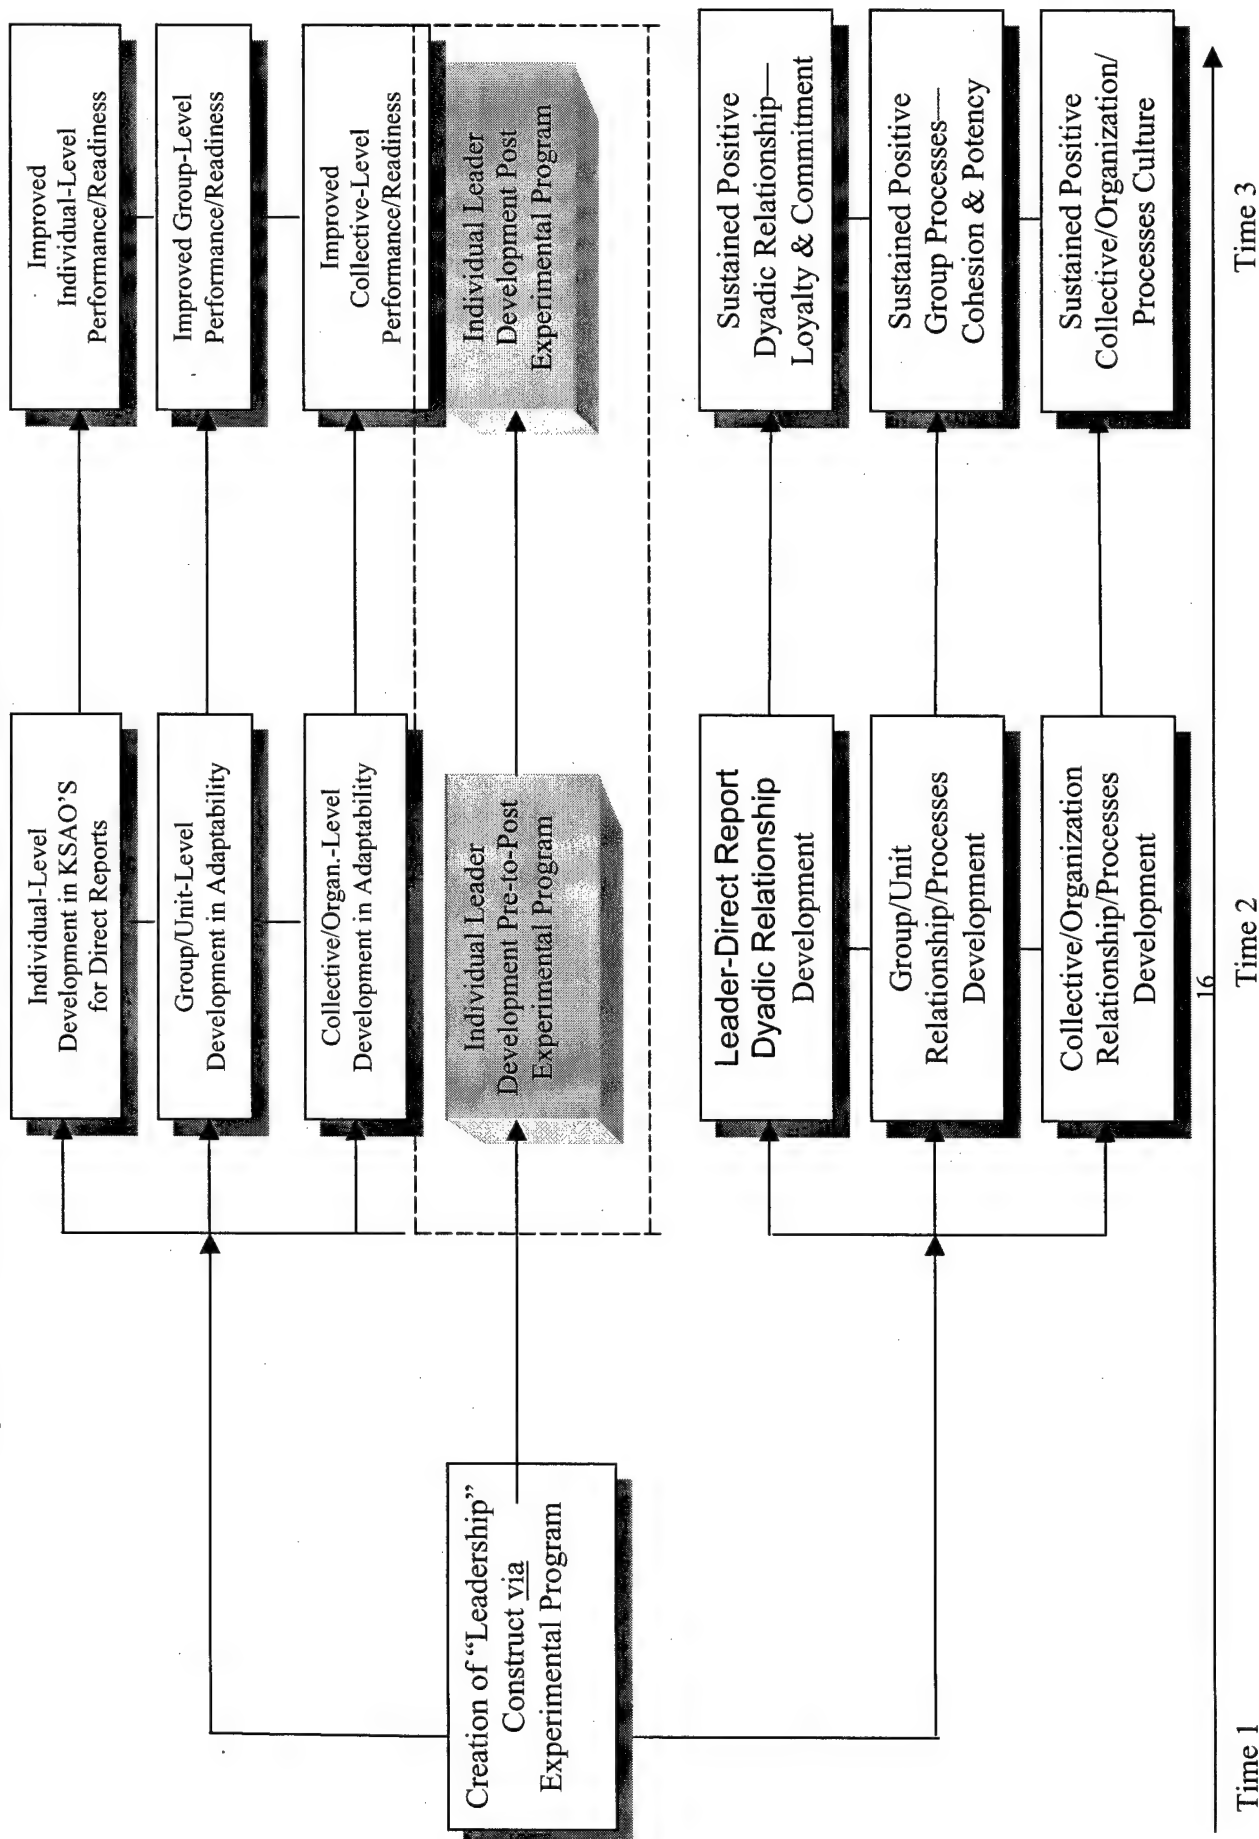 Creation of “Leadership”
Construct via
Experimental Program
Individual-Level
Development in KSAO'S
for Direct Reports
Group/Unit-Level
Development in Adaptability
Collective/Organ.-Level
Development in Adaptability
Individual Leader
Development Pre-to-Post
Experimental Program
Leader-Direct Report
Dyadic Relationship
Development
Group/Unit
Relationship/Processes
Development
Collective/Organization
Relationship/Processes
Development
Improved
Individual-Level
Performance/Readiness
Improved Group-Level
Performance/Readiness
Improved
Collective-Level
Performance/Readiness
Individual Leader
Development Post
Experimental Program
Sustained Positive
Dyadic Relationship—
Loyalty & Commitment
Sustained Positive
Group Processes—
Cohesion & Potency
Sustained Positive
Collective/Organization/
Processes Culture
16
Time 1
Time 2
Time 3